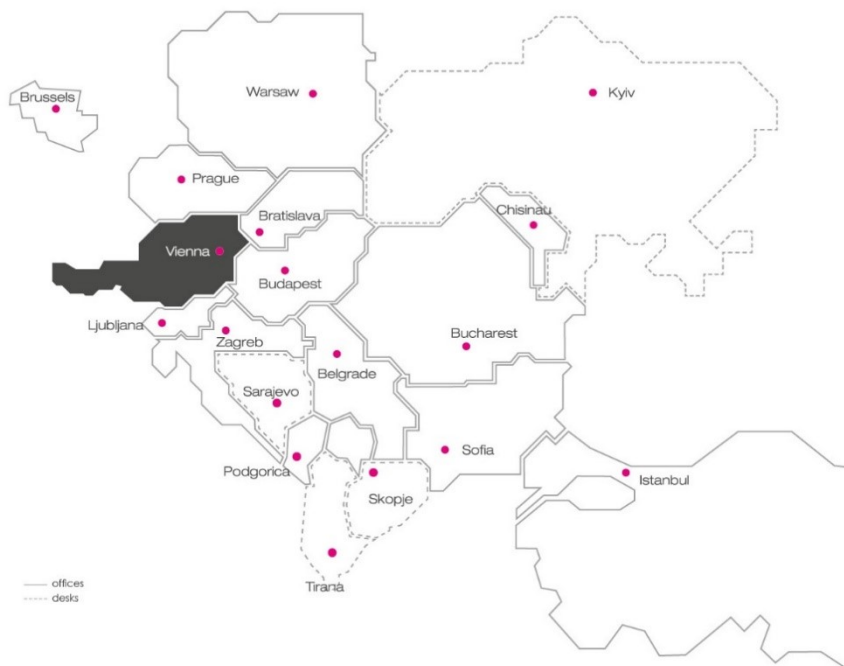 Warsaw
Kyiv
Brussels
Prague
Bratislava
Chisinau
Vienna
Budapest
Ljubljana
Zagreb
Bucharest
Belgrade
Sarajevo
Sofia
Podgorica
Istanbul
Skopje
Tirana
offices
desks